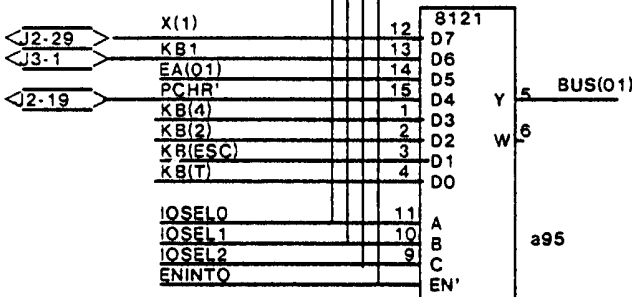 X(1) 12 8121
J2-29 D7
KB1 13
J3-1 D6
EA(01) 14 D5
PCHR' 15
J2-19 D4 Y 5 BUS(01)
KB(4) 1 D3
KB(2) 2 D2 W 6
KB(ESC) 3 D1
KB(T) 4 D0
IOSEL0 11 A
IOSEL1 10 B a95
IOSEL2 9 C
ENINTO EN'